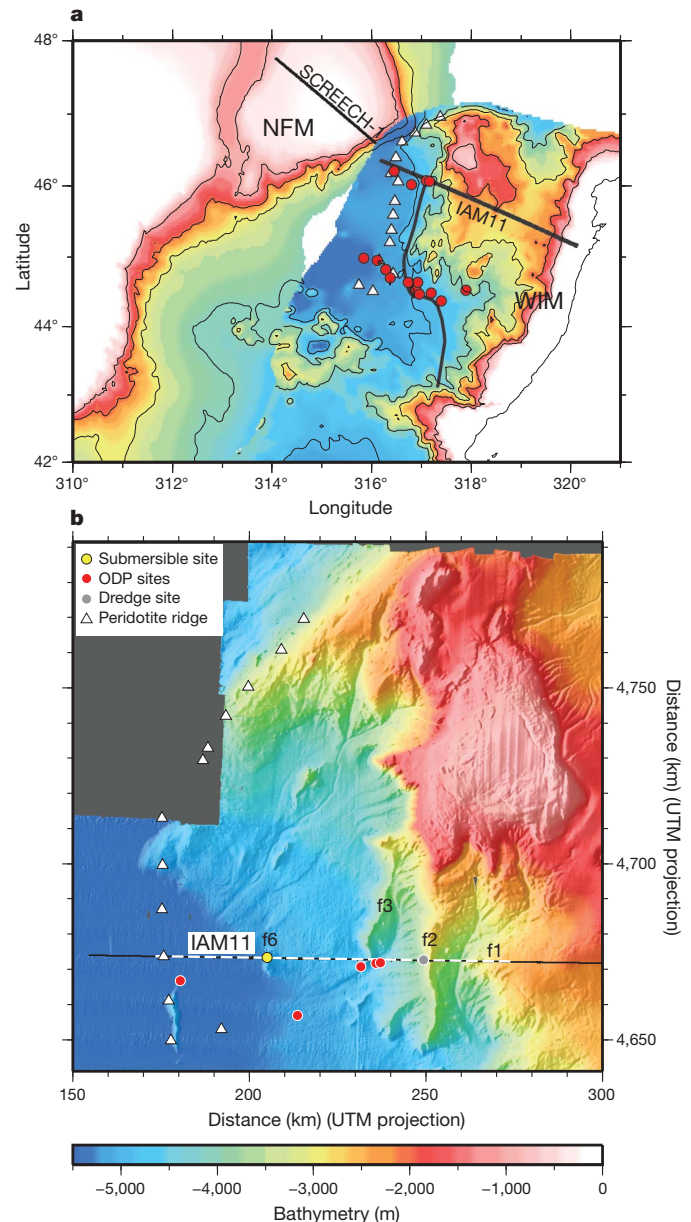 a
48°
46°
44°
42°
Latitude
NFM
SCREECH-1
IAM11
WIM
310°
312°
314°
316°
318°
320°
Longitude
b
Submersible site
ODP sites
Dredge site
Peridotite ridge
IAM11
f6
f3
f2
f1
4,750
4,700
4,650
Distance (km) (UTM projection)
150
200
250
300
Distance (km) (UTM projection)
−5,000
−4,000
−3,000
−2,000
−1,000
0
Bathymetry (m)